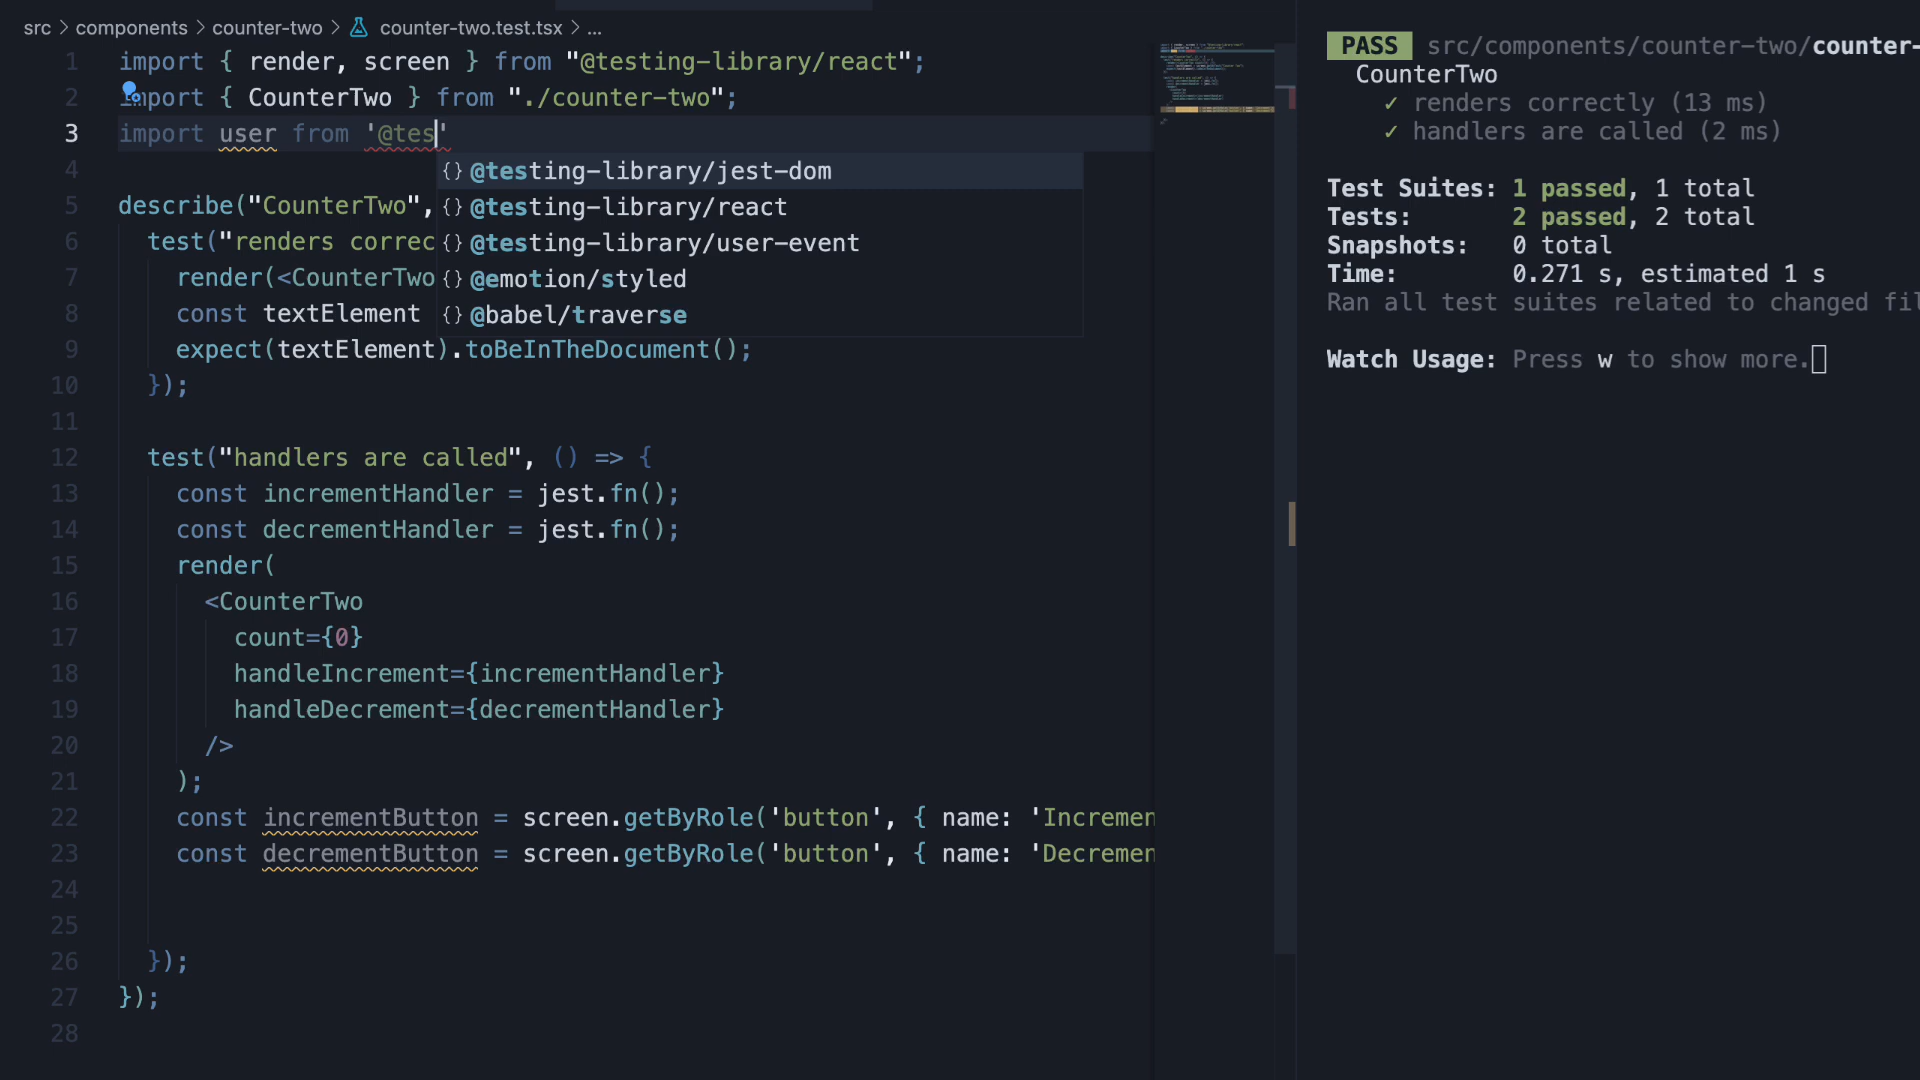 src > components > counter-two > counter-two.test.tsx > ...
1 import { render, screen } from "@testing-library/react";
2 import { CounterTwo } from "./counter-two";
3 import user from '@tes'
4
5 describe("CounterTwo",
6 test("renders correc
7 render(<CounterTwo
8 const textElement
9 expect(textElement).toBeInTheDocument();
10 });
11
12 test("handlers are called", () => {
13 const incrementHandler = jest.fn();
14 const decrementHandler = jest.fn();
15 render(
16 <CounterTwo
17 count={0}
18 handleIncrement={incrementHandler}
19 handleDecrement={decrementHandler}
20 />
21 );
22 const incrementButton = screen.getByRole('button', { name: 'Incremen
23 const decrementButton = screen.getByRole('button', { name: 'Decremen
24
25
26 });
27 });
28
{} @testing-library/jest-dom
{} @testing-library/react
{} @testing-library/user-event
{} @emotion/styled
{} @babel/traverse
PASS src/components/counter-two/counter-
CounterTwo
✓ renders correctly (13 ms)
✓ handlers are called (2 ms)
Test Suites: 1 passed, 1 total
Tests: 2 passed, 2 total
Snapshots: 0 total
Time: 0.271 s, estimated 1 s
Ran all test suites related to changed fil
Watch Usage: Press w to show more.